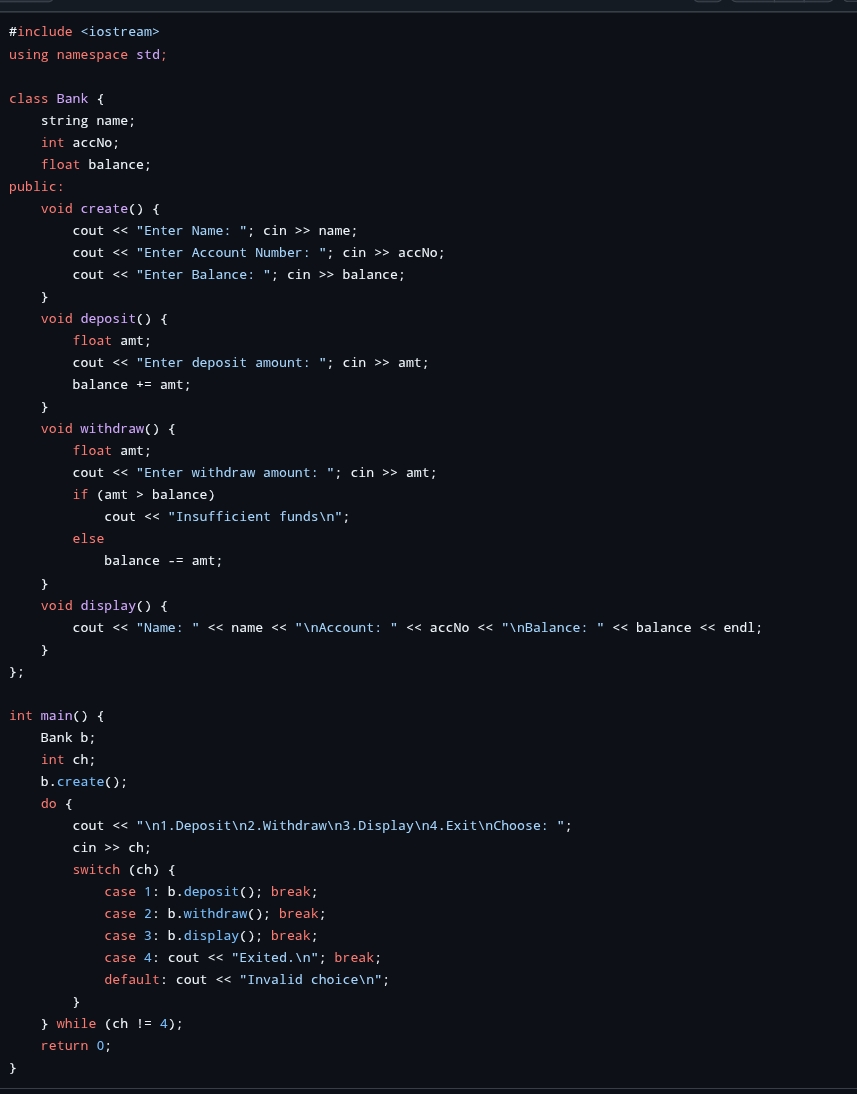 #include <iostream>
using namespace std;

class Bank {
    string name;
    int accNo;
    float balance;
public:
    void create() {
        cout << "Enter Name: "; cin >> name;
        cout << "Enter Account Number: "; cin >> accNo;
        cout << "Enter Balance: "; cin >> balance;
    }
    void deposit() {
        float amt;
        cout << "Enter deposit amount: "; cin >> amt;
        balance += amt;
    }
    void withdraw() {
        float amt;
        cout << "Enter withdraw amount: "; cin >> amt;
        if (amt > balance)
            cout << "Insufficient funds\n";
        else
            balance -= amt;
    }
    void display() {
        cout << "Name: " << name << "\nAccount: " << accNo << "\nBalance: " << balance << endl;
    }
};

int main() {
    Bank b;
    int ch;
    b.create();
    do {
        cout << "\n1.Deposit\n2.Withdraw\n3.Display\n4.Exit\nChoose: ";
        cin >> ch;
        switch (ch) {
            case 1: b.deposit(); break;
            case 2: b.withdraw(); break;
            case 3: b.display(); break;
            case 4: cout << "Exited.\n"; break;
            default: cout << "Invalid choice\n";
        }
    } while (ch != 4);
    return 0;
}